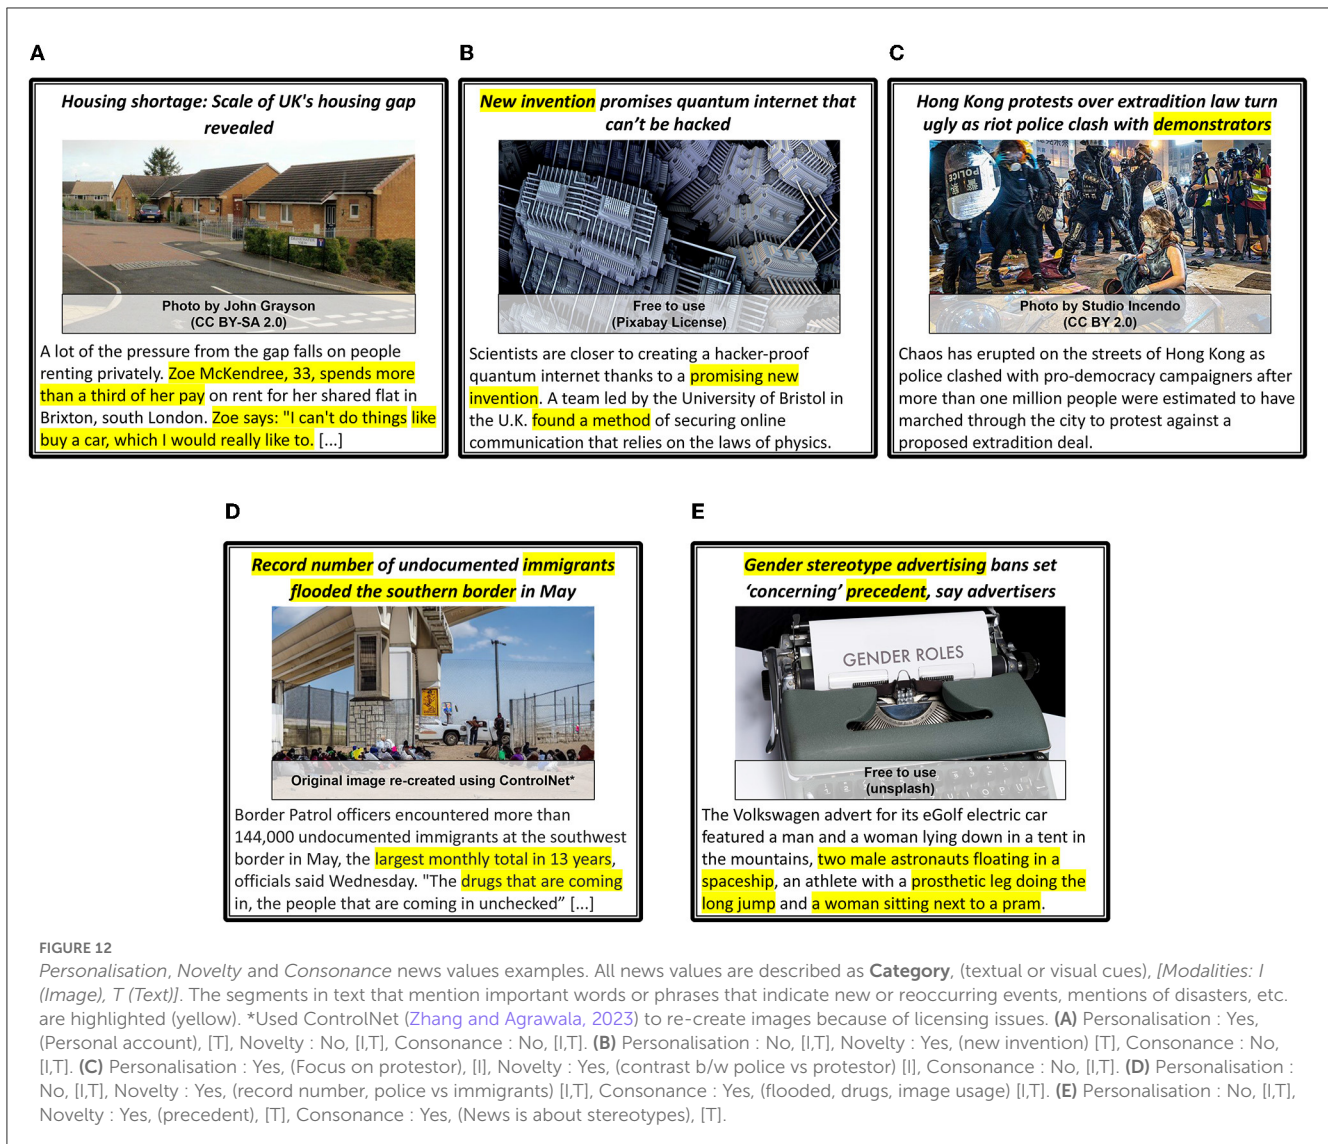 A
Housing shortage: Scale of UK's housing gap
revealed
Photo by John Grayson
(CC BY-SA 2.0)
A lot of the pressure from the gap falls on people
renting privately. Zoe McKendree, 33, spends more
than a third of her pay on rent for her shared flat in
Brixton, south London. Zoe says: "I can't do things like
buy a car, which I would really like to. [...]
B
New invention promises quantum internet that
can't be hacked
Free to use
(Pixabay License)
Scientists are closer to creating a hacker-proof
quantum internet thanks to a promising new
invention. A team led by the University of Bristol in
the U.K. found a method of securing online
communication that relies on the laws of physics.
C
Hong Kong protests over extradition law turn
ugly as riot police clash with demonstrators
POLICE
Photo by Studio Incendo
(CC BY 2.0)
Chaos has erupted on the streets of Hong Kong as
police clashed with pro-democracy campaigners after
more than one million people were estimated to have
marched through the city to protest against a
proposed extradition deal.
D
Record number of undocumented immigrants
flooded the southern border in May
Original image re-created using ControlNet*
Border Patrol officers encountered more than
144,000 undocumented immigrants at the southwest
border in May, the largest monthly total in 13 years,
officials said Wednesday. "The drugs that are coming
in, the people that are coming in unchecked” [...]
E
Gender stereotype advertising bans set
‘concerning’ precedent, say advertisers
GENDER ROLES
Free to use
(unsplash)
The Volkswagen advert for its eGolf electric car
featured a man and a woman lying down in a tent in
the mountains, two male astronauts floating in a
spaceship, an athlete with a prosthetic leg doing the
long jump and a woman sitting next to a pram.
FIGURE 12
Personalisation, Novelty and Consonance news values examples. All news values are described as Category, (textual or visual cues), [Modalities: I
(Image), T (Text)]. The segments in text that mention important words or phrases that indicate new or reoccurring events, mentions of disasters, etc.
are highlighted (yellow). *Used ControlNet (Zhang and Agrawala, 2023) to re-create images because of licensing issues. (A) Personalisation : Yes,
(Personal account), [T], Novelty : No, [I,T], Consonance : No, [I,T]. (B) Personalisation : No, [I,T], Novelty : Yes, (new invention) [T], Consonance : No,
[I,T]. (C) Personalisation : Yes, (Focus on protestor), [I], Novelty : Yes, (contrast b/w police vs protestor) [I], Consonance : No, [I,T]. (D) Personalisation :
No, [I,T], Novelty : Yes, (record number, police vs immigrants) [I,T], Consonance : Yes, (flooded, drugs, image usage) [I,T]. (E) Personalisation : No, [I,T],
Novelty : Yes, (precedent), [T], Consonance : Yes, (News is about stereotypes), [T].